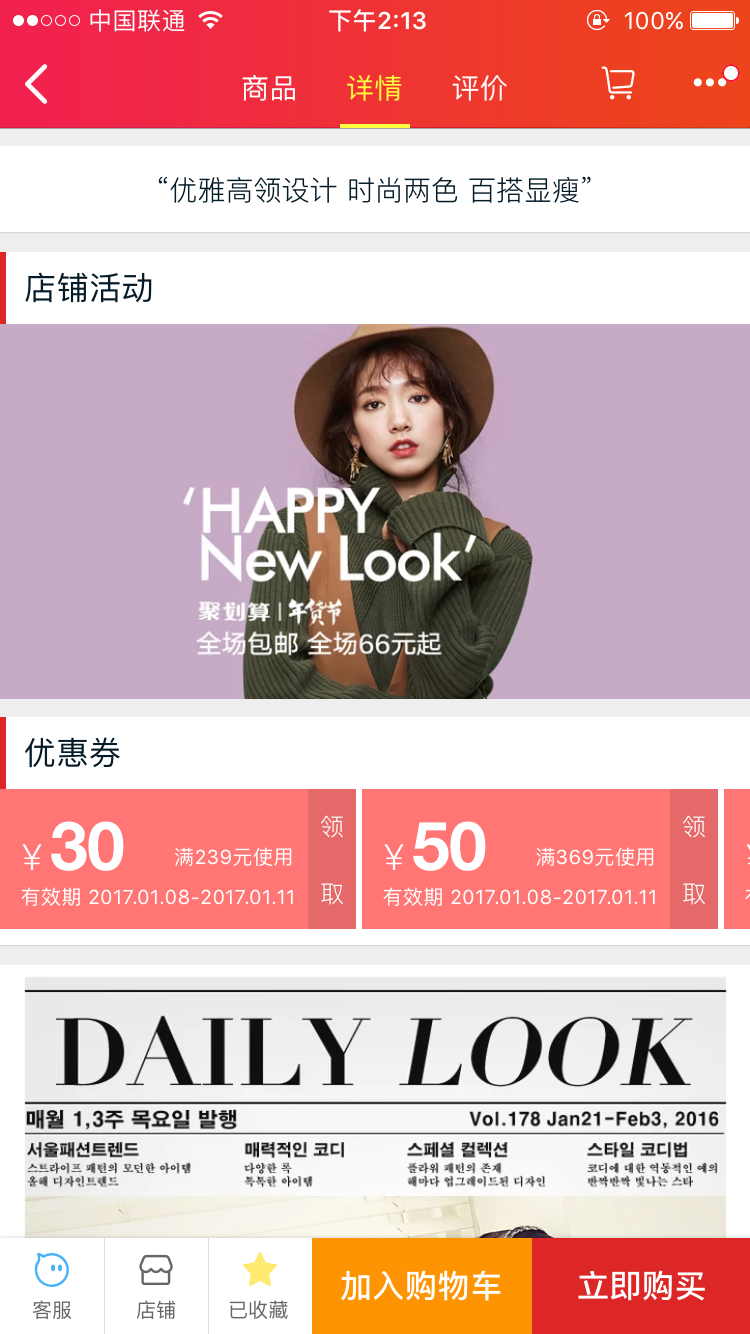 中国联通
下午2:13
100%
商品
详情
评价
“优雅高领设计 时尚两色 百搭显瘦”
店铺活动
‘HAPPY
New Look’
聚划算 | 年货节
全场包邮 全场66元起
优惠券
¥30 满239元使用
有效期 2017.01.08-2017.01.11
领取
¥50 满369元使用
有效期 2017.01.08-2017.01.11
领取
DAILY LOOK
매월 1,3주 목요일 발행
Vol.178 Jan21-Feb3, 2016
서울패션트렌드
스트라이프 패턴의 모던한 아이템
올해 디자인트렌드
매력적인 코디
다양한 룩
톡톡한 아이템
스페셜 컬렉션
플라워 패턴의 존재
해마다 업그레이드된 디자인
스타일 코디법
코디에 대한 역동적인 예의
반짝반짝 빛나는 스타
客服
店铺
已收藏
加入购物车
立即购买